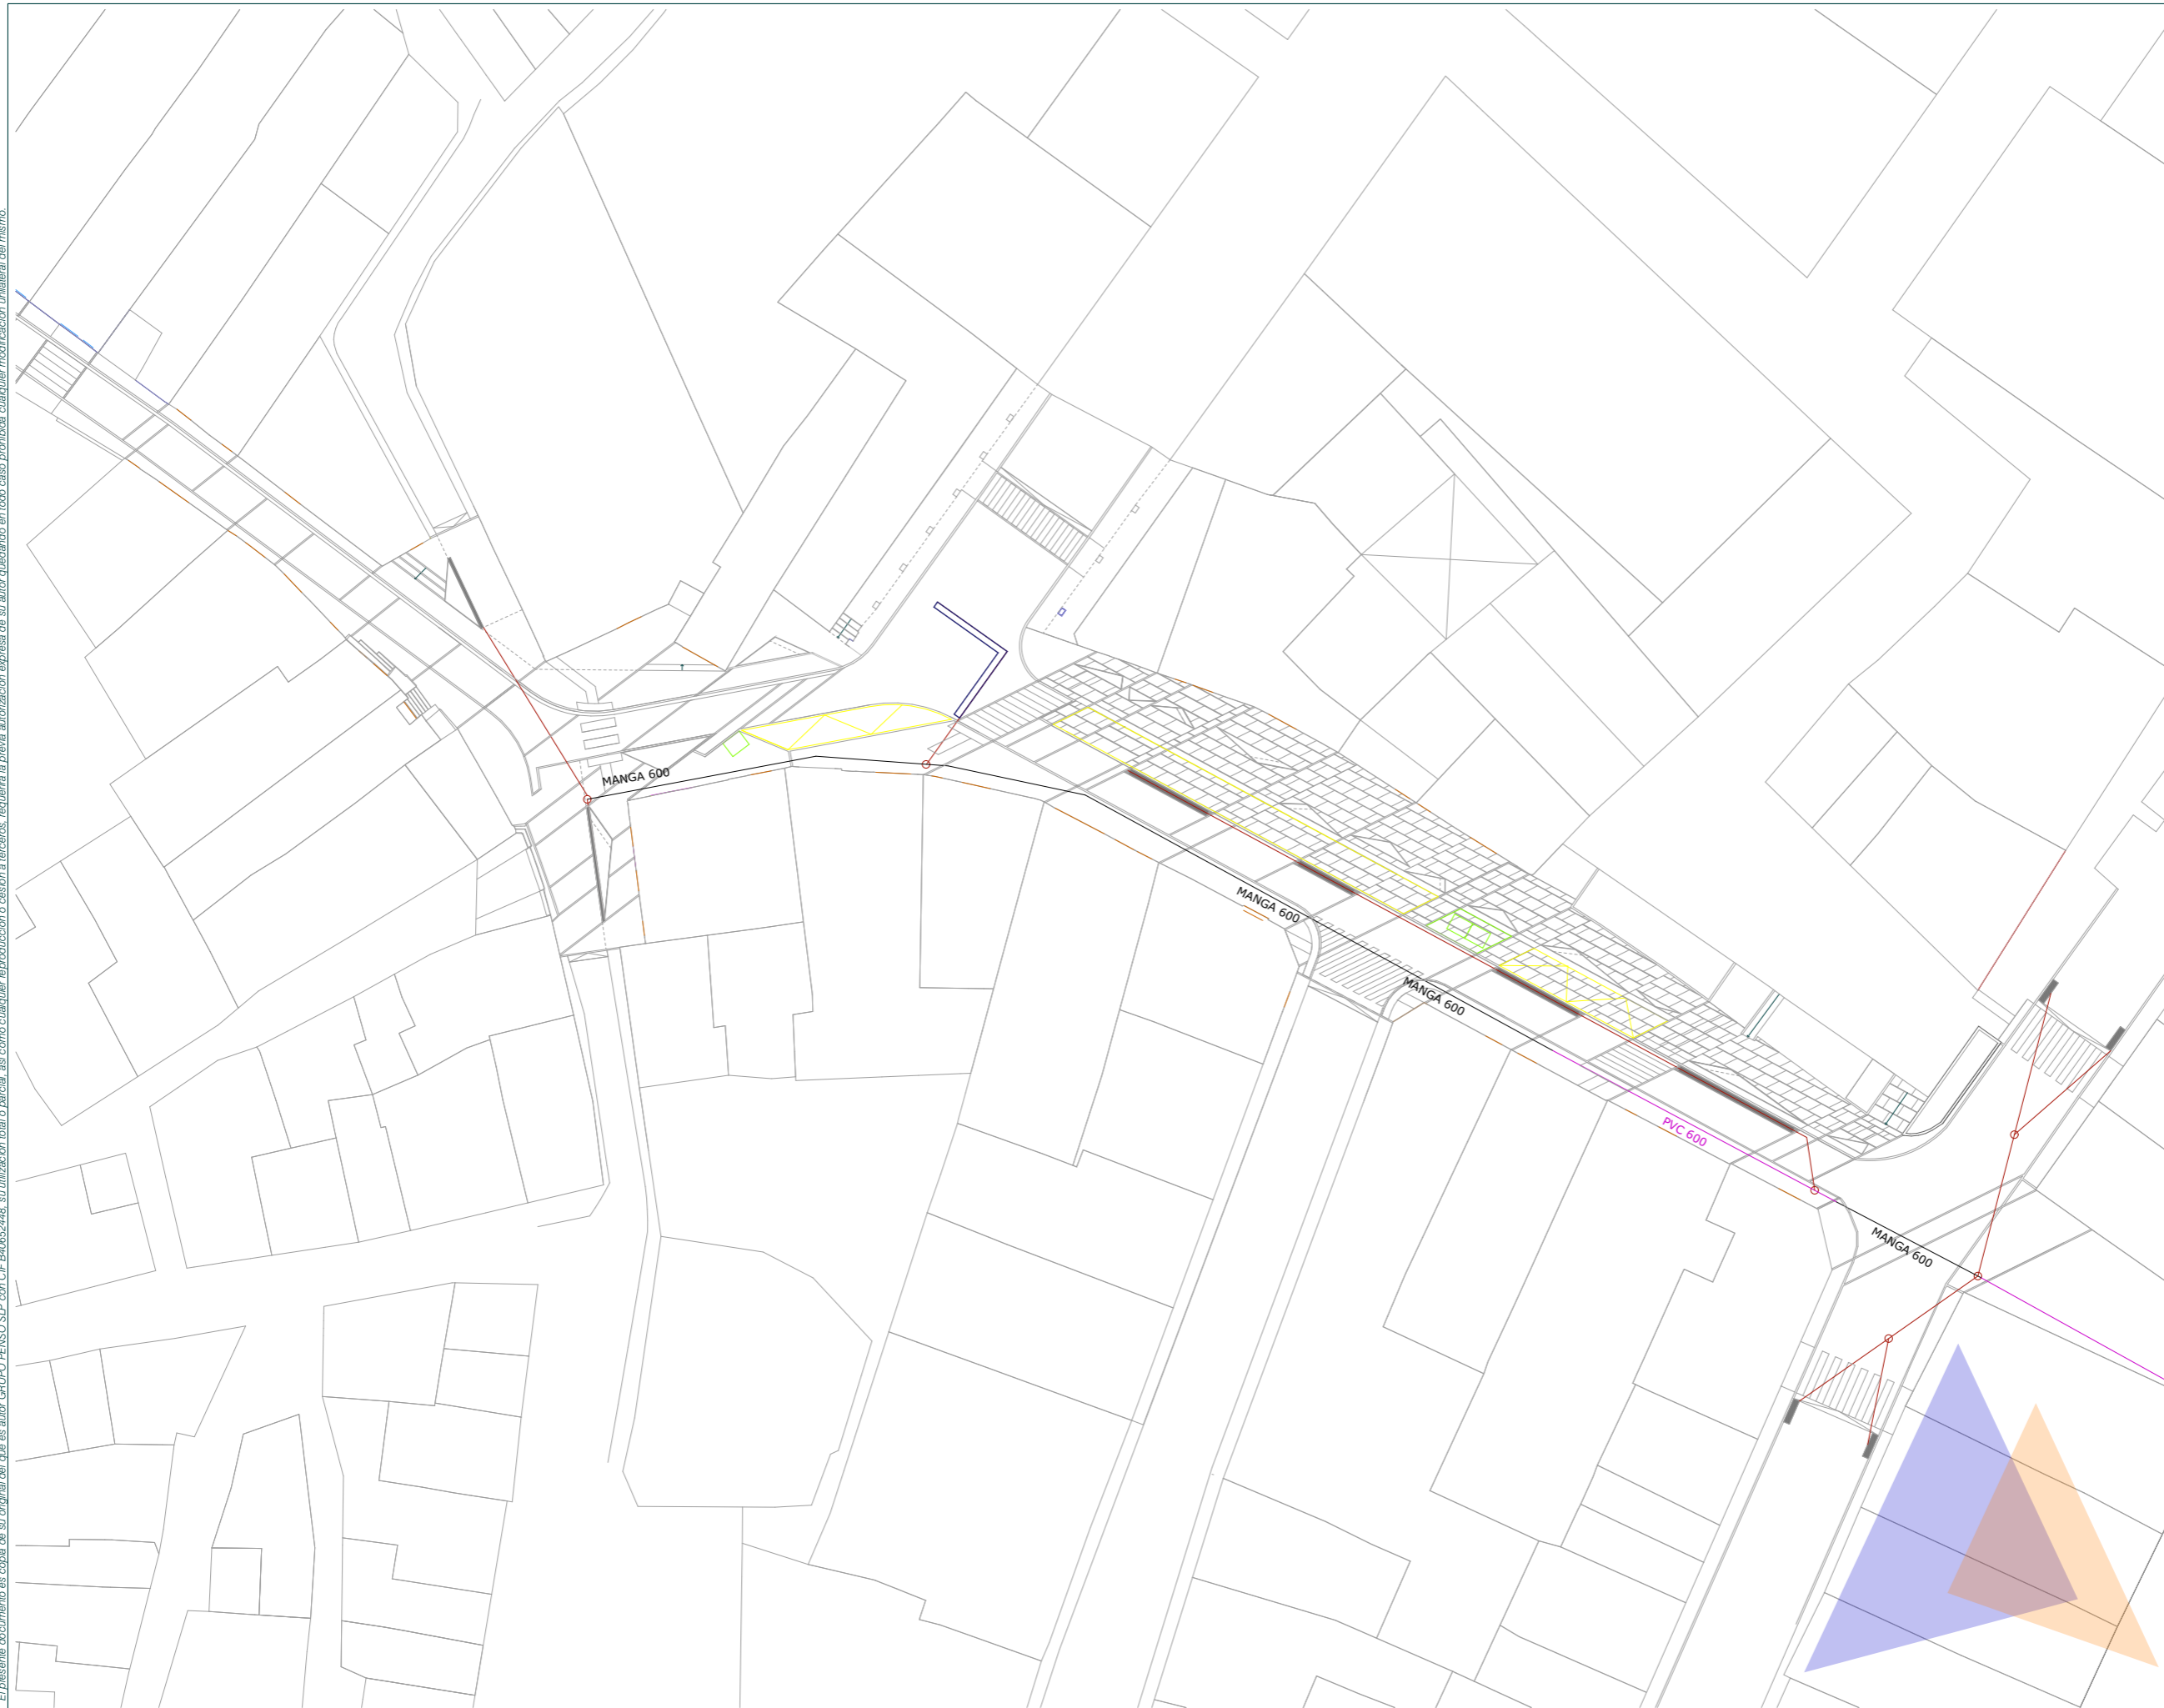 El presente documento es copia de su original del que es autor GRUPO PENSO SLP con CIF B40652448, su utilización total o parcial, así como cualquier reproducción o cesión a terceros, requerirá la previa autorización expresa de su autor quedando en todo caso prohibida cualquier modificación unilateral del mismo.
MANGA 600
MANGA 600
MANGA 600
PVC 600
MANGA 600